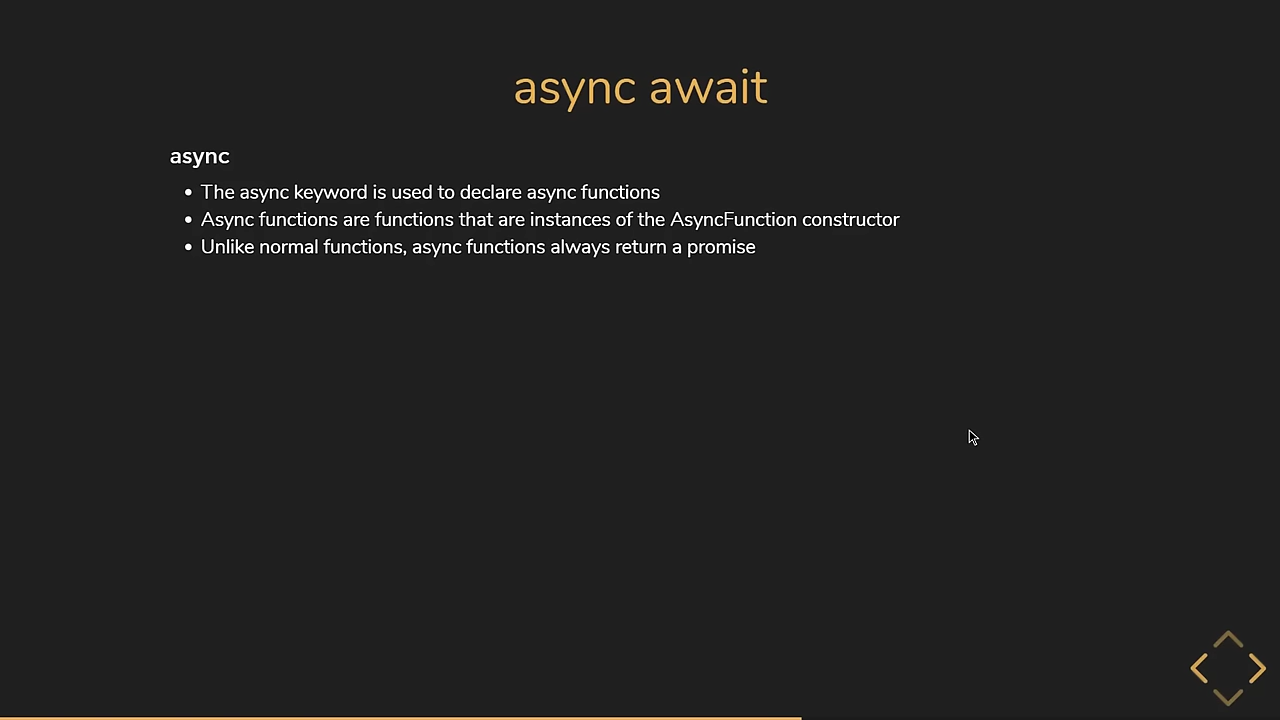 async await
async
The async keyword is used to declare async functions
Async functions are functions that are instances of the AsyncFunction constructor
Unlike normal functions, async functions always return a promise